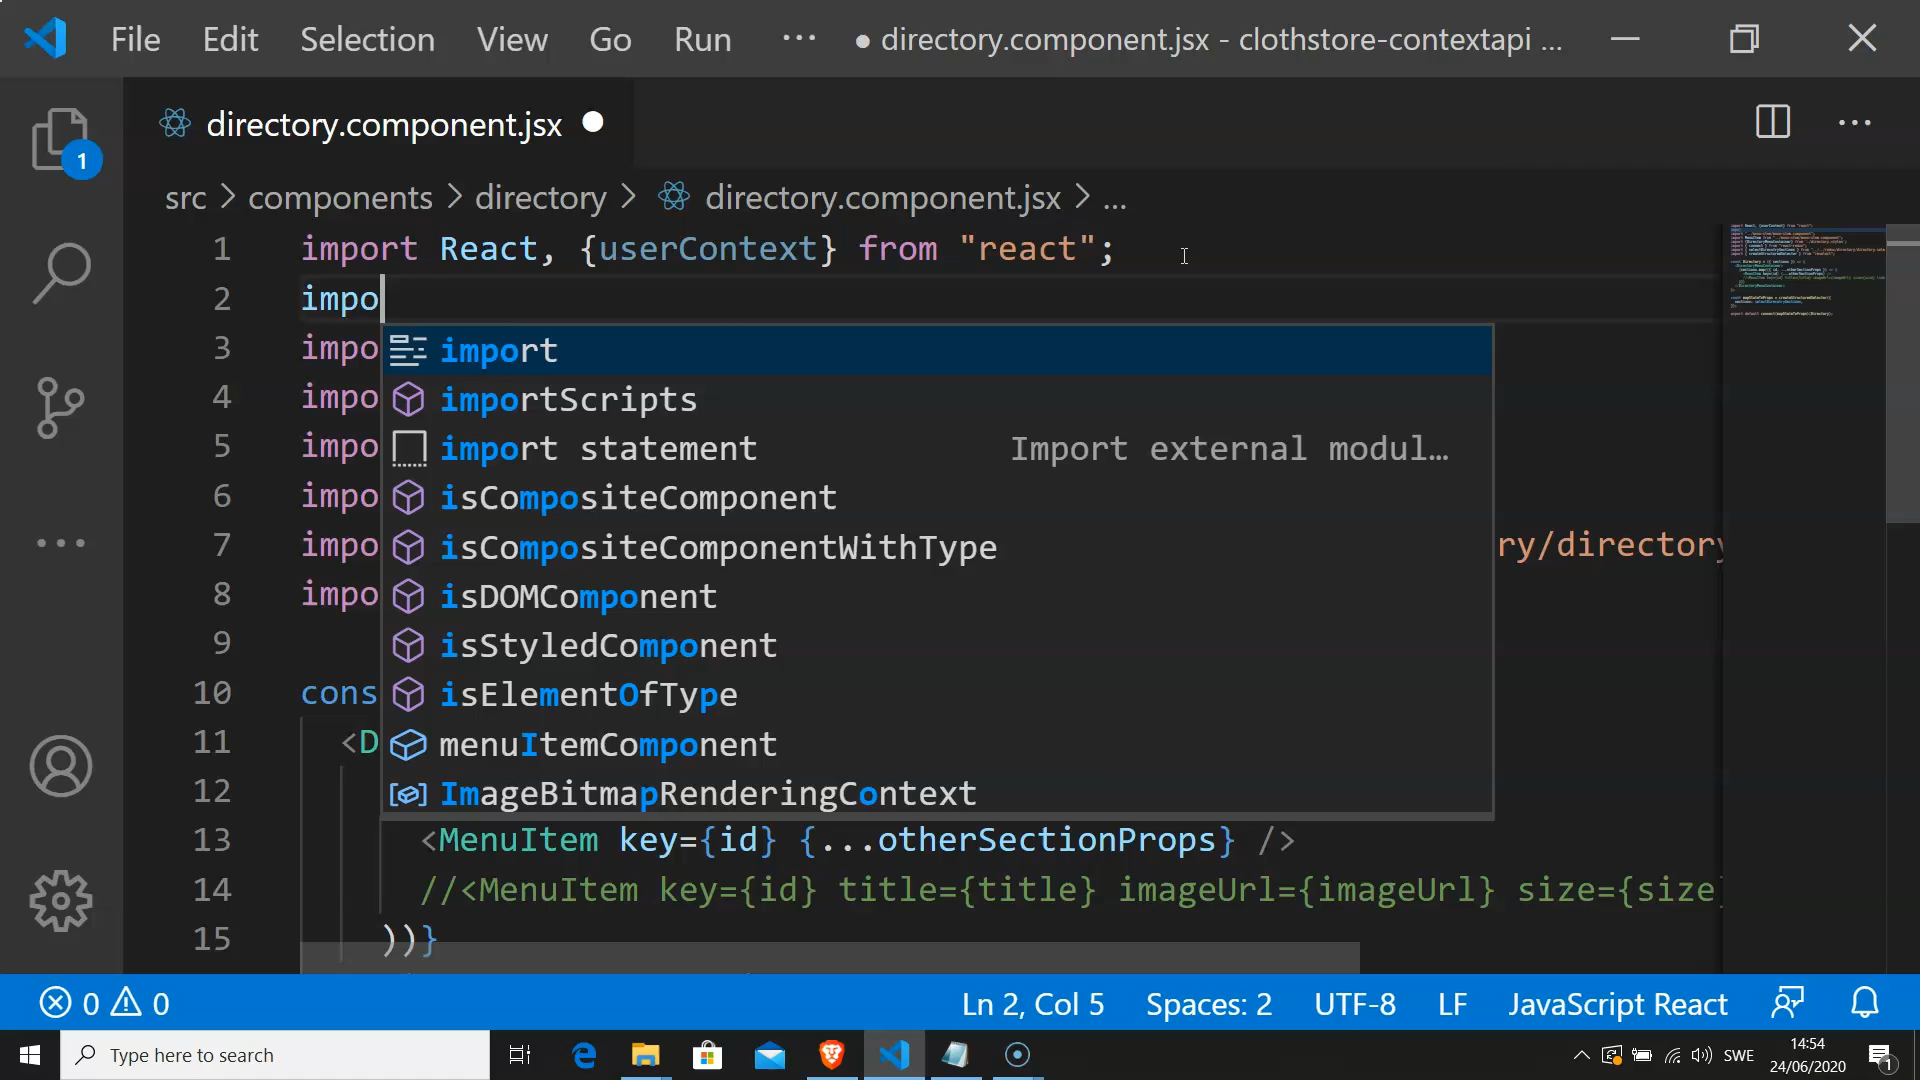 File Edit Selection View Go Run ··· ● directory.component.jsx - clothstore-contextapi ...
directory.component.jsx ●
1
src > components > directory > directory.component.jsx > ...
1 import React, {userContext} from "react";
2 impo
3 impo
import
4 impo
importScripts
5 impo
import statement Import external modul...
6 impo
isCompositeComponent
7 impo
isCompositeComponentWithType
ry/directory
8 impo
isDOMComponent
9
isStyledComponent
10 cons
isElementOfType
11 <D
menuItemComponent
12
ImageBitmapRenderingContext
13 <MenuItem key={id} {...otherSectionProps} />
14 //<MenuItem key={id} title={title} imageUrl={imageUrl} size={size}
15 ))}
0 0 Ln 2, Col 5 Spaces: 2 UTF-8 LF JavaScript React
Type here to search
SWE
14:54
24/06/2020
1